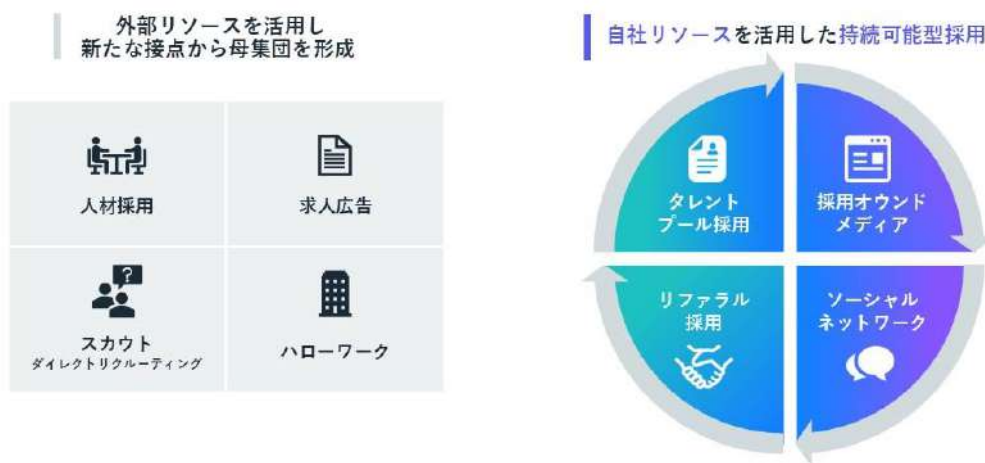 外部リソースを活用し
新たな接点から母集団を形成
人材採用
求人広告
スカウト
ダイレクトリクルーティング
ハローワーク
自社リソースを活用した持続可能型採用
タレント
プール採用
採用オウンド
メディア
リファラル
採用
ソーシャル
ネットワーク